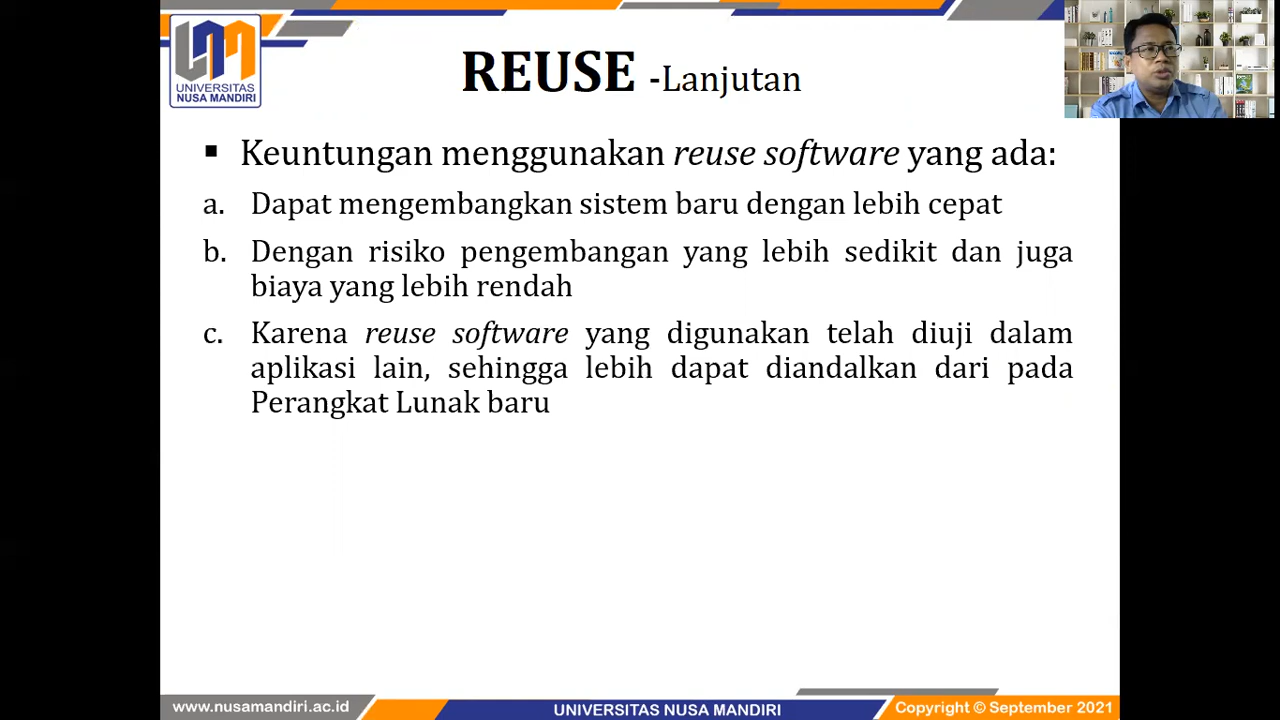 UNIVERSITAS
NUSA MANDIRI
REUSE -Lanjutan
▪ Keuntungan menggunakan reuse software yang ada:
a. Dapat mengembangkan sistem baru dengan lebih cepat
b. Dengan risiko pengembangan yang lebih sedikit dan juga
biaya yang lebih rendah
c. Karena reuse software yang digunakan telah diuji dalam
aplikasi lain, sehingga lebih dapat diandalkan dari pada
Perangkat Lunak baru
www.nusamandiri.ac.id
UNIVERSITAS NUSA MANDIRI
Copyright © September 2021